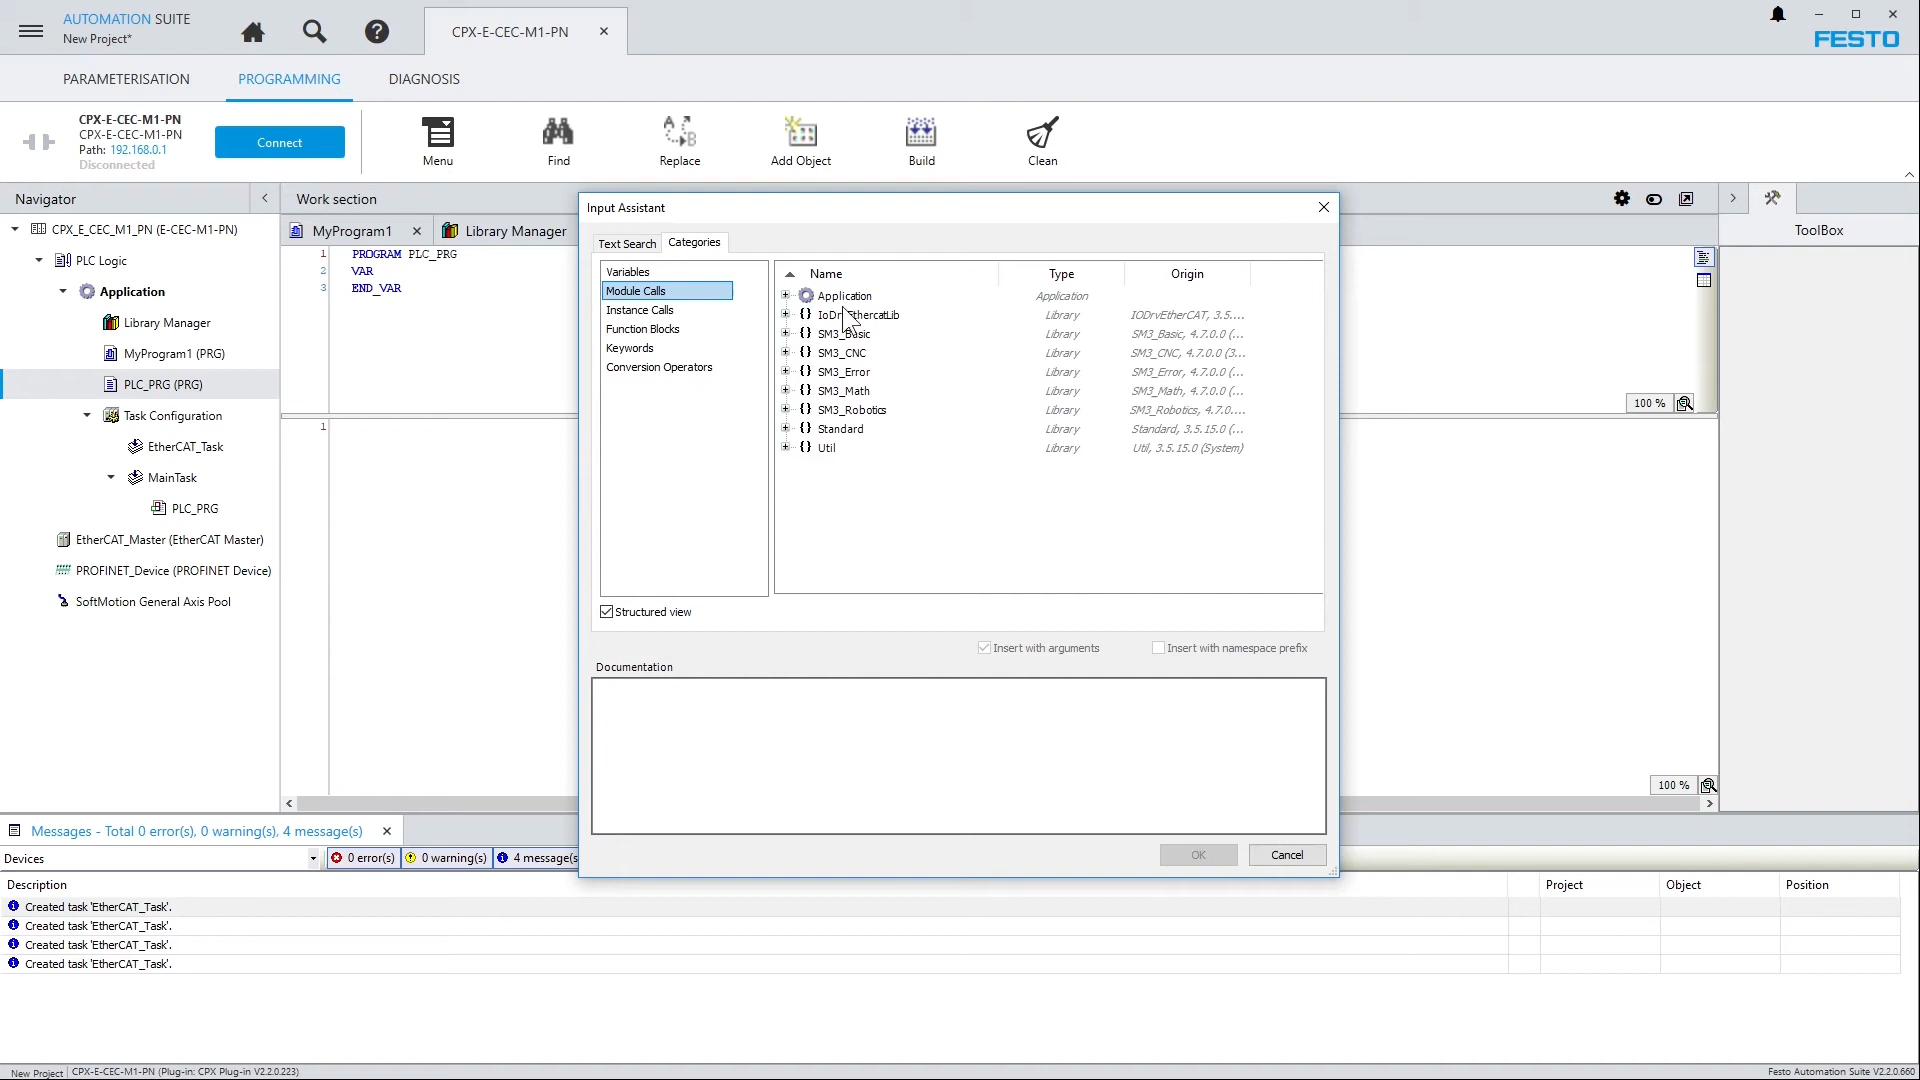 AUTOMATION SUITE
New Project*
CPX-E-CEC-M1-PN
FESTO
PARAMETERISATION
PROGRAMMING
DIAGNOSIS
CPX-E-CEC-M1-PN
CPX-E-CEC-M1-PN
Path: 192.168.0.1
Disconnected
Connect
Menu
Find
Replace
Add Object
Build
Clean
Navigator
Work section
ToolBox
CPX_E_CEC_M1_PN (E-CEC-M1-PN)
PLC Logic
Application
Library Manager
MyProgram1 (PRG)
PLC_PRG (PRG)
Task Configuration
EtherCAT_Task
MainTask
PLC_PRG
EtherCAT_Master (EtherCAT Master)
PROFINET_Device (PROFINET Device)
SoftMotion General Axis Pool
MyProgram1
Library Manager
1 PROGRAM PLC_PRG
2 VAR
3 END_VAR
100 %
1
100 %
Input Assistant
Text Search
Categories
Variables
Module Calls
Instance Calls
Function Blocks
Keywords
Conversion Operators
Name Type Origin
Application Application
Library IODrvEtherCAT, 3.5....
SM3_Basic Library SM3_Basic, 4.7.0.0 (...
SM3_CNC Library SM3_CNC, 4.7.0.0 (3...
SM3_Error Library SM3_Error, 4.7.0.0 (...
SM3_Math Library SM3_Math, 4.7.0.0 (...
SM3_Robotics Library SM3_Robotics, 4.7.0....
Standard Library Standard, 3.5.15.0 (...
Util Library Util, 3.5.15.0 (System)
Structured view
Insert with arguments
Insert with namespace prefix
Documentation
OK
Cancel
Messages - Total 0 error(s), 0 warning(s), 4 message(s)
Devices
0 error(s)
0 warning(s)
4 message(s
Description Project Object Position
Created task 'EtherCAT_Task'.
Created task 'EtherCAT_Task'.
Created task 'EtherCAT_Task'.
Created task 'EtherCAT_Task'.
New Project
CPX-E-CEC-M1-PN (Plug-in: CPX Plug-in V2.2.0.223)
Festo Automation Suite V2.2.0.660